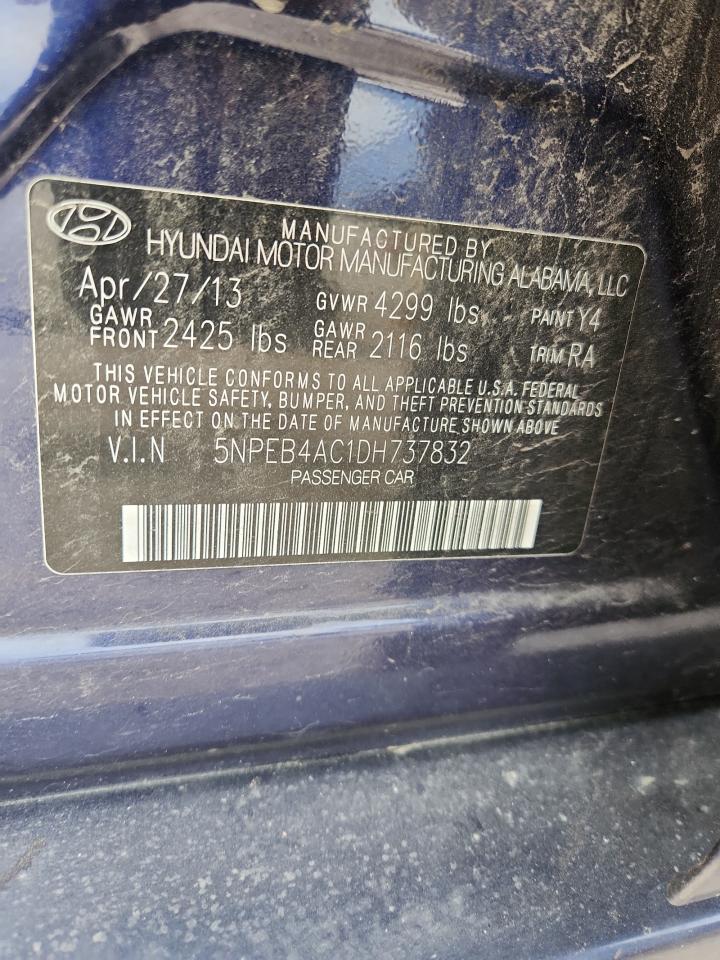 MANUFACTURED BY
HYUNDAI MOTOR MANUFACTURING ALABAMA, LLC
Apr/27/13 GVWR 4299 lbs PAINT Y4
GAWR FRONT 2425 lbs GAWR REAR 2116 lbs TRIM RA
THIS VEHICLE CONFORMS TO ALL APPLICABLE U.S.A. FEDERAL
MOTOR VEHICLE SAFETY, BUMPER, AND THEFT PREVENTION STANDARDS
IN EFFECT ON THE DATE OF MANUFACTURE SHOWN ABOVE
V.I.N 5NPEB4AC1DH737832
PASSENGER CAR